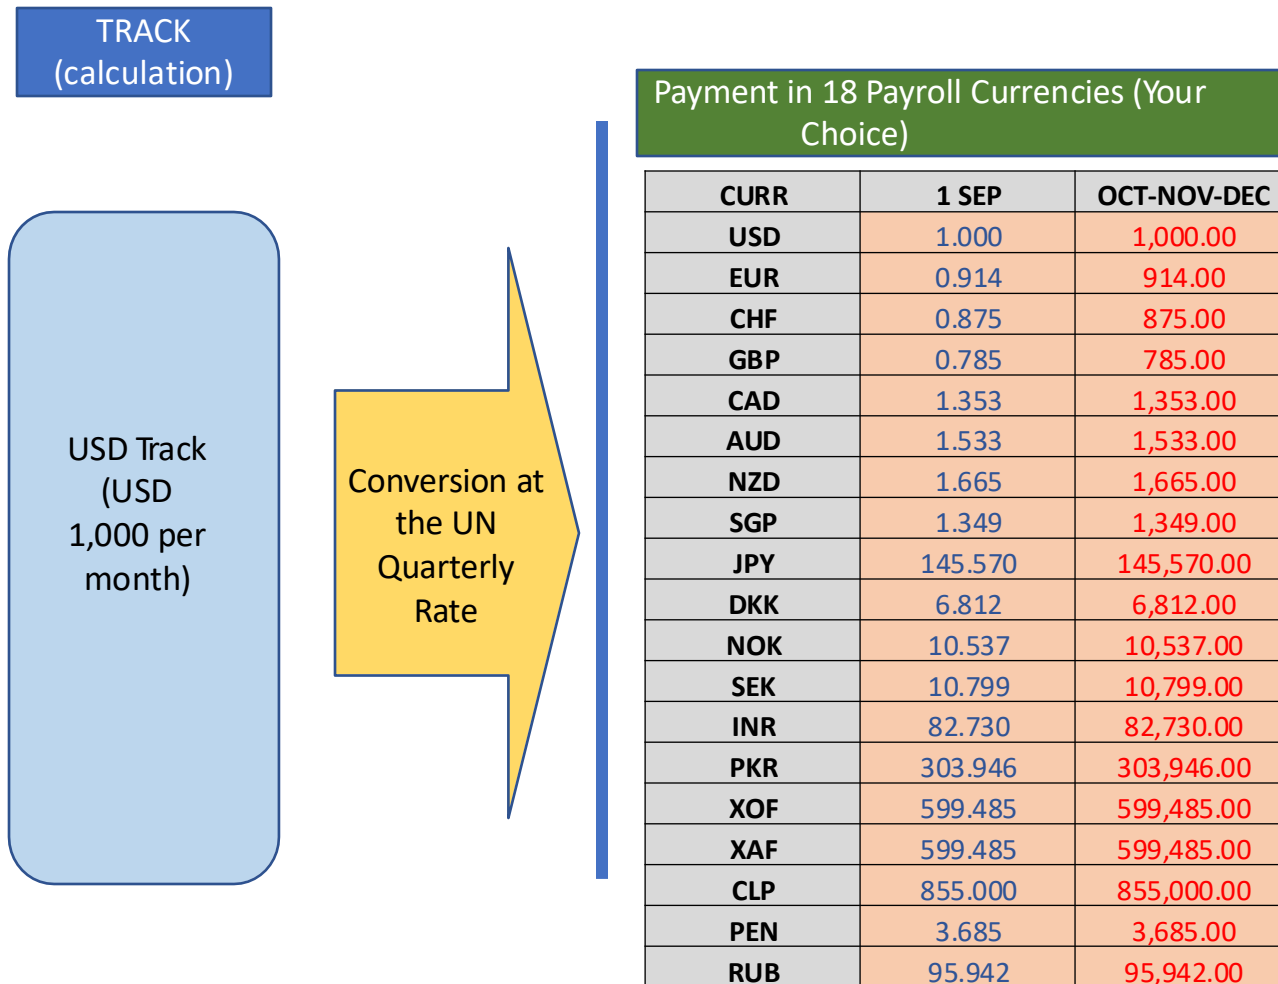 TRACK
(calculation)
Payment in 18 Payroll Currencies (Your
Choice)
USD Track
(USD
1,000 per
month)
Conversion at
the UN
Quarterly
Rate
CURR 1 SEP OCT-NOV-DEC
USD 1.000 1,000.00
EUR 0.914 914.00
CHF 0.875 875.00
GBP 0.785 785.00
CAD 1.353 1,353.00
AUD 1.533 1,533.00
NZD 1.665 1,665.00
SGP 1.349 1,349.00
JPY 145.570 145,570.00
DKK 6.812 6,812.00
NOK 10.537 10,537.00
SEK 10.799 10,799.00
INR 82.730 82,730.00
PKR 303.946 303,946.00
XOF 599.485 599,485.00
XAF 599.485 599,485.00
CLP 855.000 855,000.00
PEN 3.685 3,685.00
RUB 95.942 95,942.00